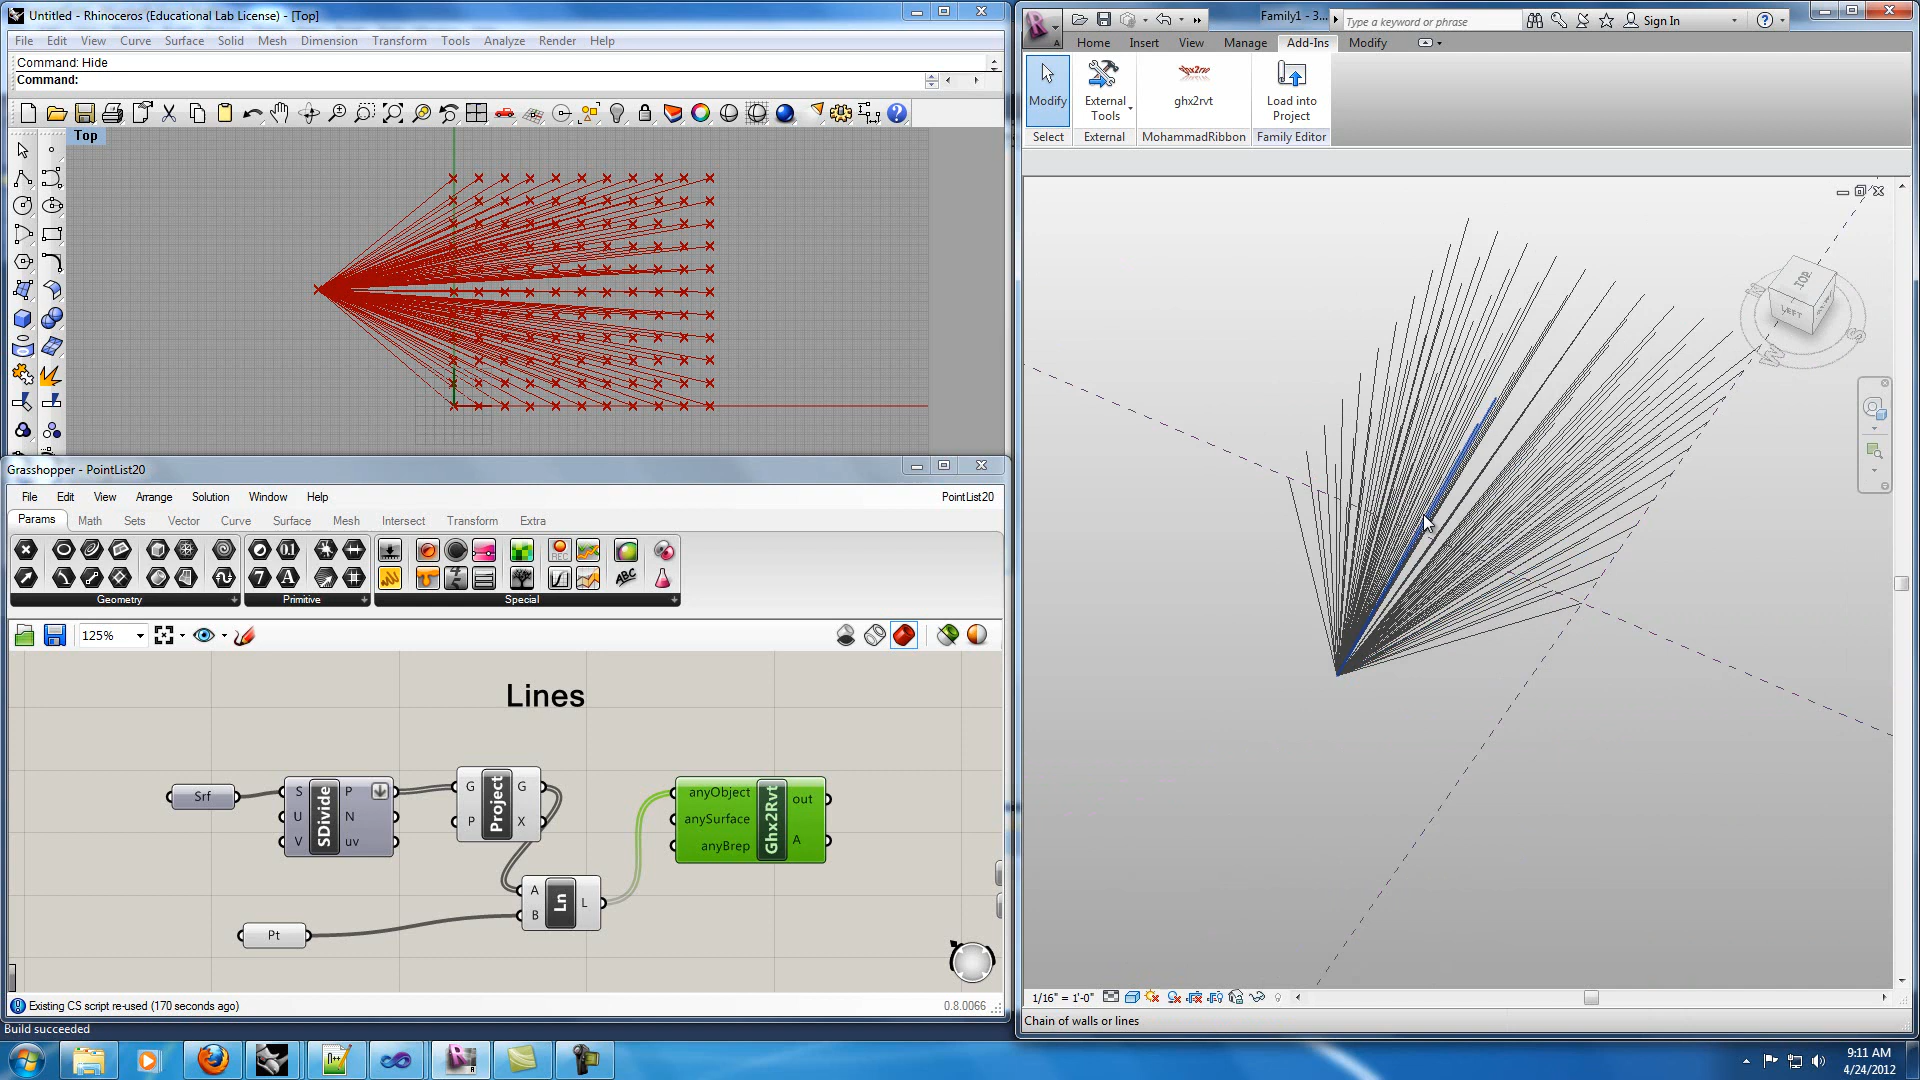 Untitled - Rhinoceros (Educational Lab License) - [Top]
File Edit View Curve Surface Solid Mesh Dimension Transform Tools Analyze Render Help
Command: Hide
Command:
Top
Grasshopper - PointList20
File Edit View Arrange Solution Window Help PointList20
Params Math Sets Vector Curve Surface Mesh Intersect Transform Extra
Geometry Primitive Special
125%
Lines
Srf
S U V SDivide P N uv
G P Project G X
anyObject anySurface anyBrep Ghx2Rvt out A
A B Ln L
Pt
Existing CS script re-used (170 seconds ago) 0.8.0066
Build succeeded
Family1 - 3... Type a keyword or phrase Sign In
Home Insert View Manage Add-Ins Modify
Modify
External Tools
ghx2rvt
ghx2rvt
Load into Project
Select External MohammadRibbon Family Editor
TOP
LEFT
W
S
1/16" = 1'-0"
Chain of walls or lines
9:11 AM
4/24/2012